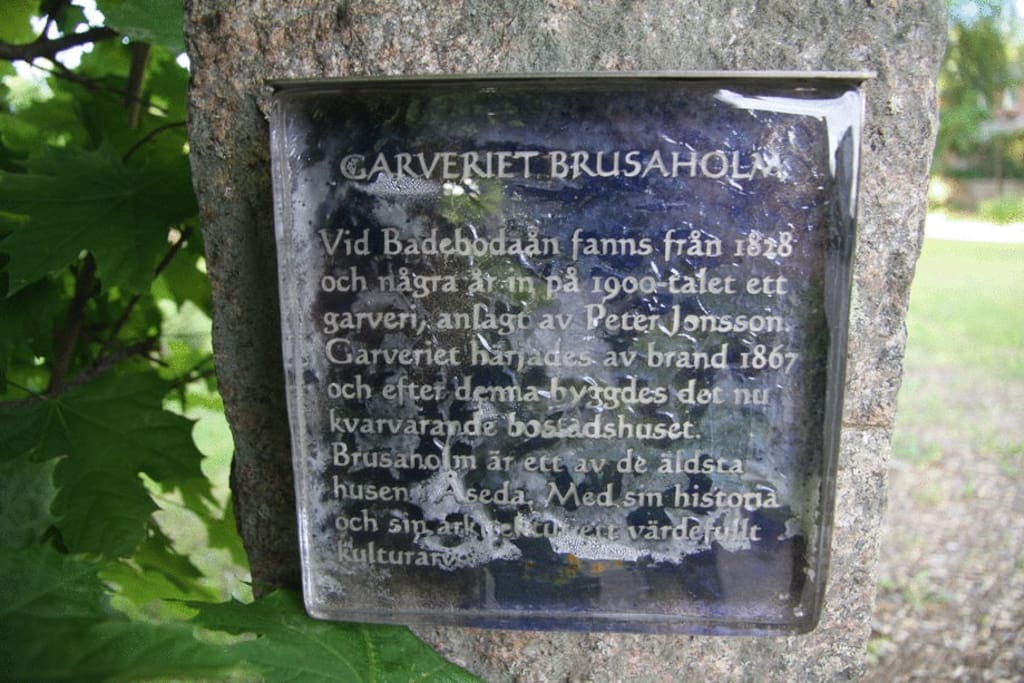 GARVERIET BRUSAHOLM
Vid Badebodaån fanns från 1828
och några år in på 1900-talet ett
garveri, anlagt av Peter Jonsson.
Garveriet härjades av brand 1867
och efter denna byggdes det nu
kvarvarande bostadshuset.
Brusaholm är ett av de äldsta
husen i Åseda. Med sin historia
och sin arkitektur ett värdefullt
kulturarv.